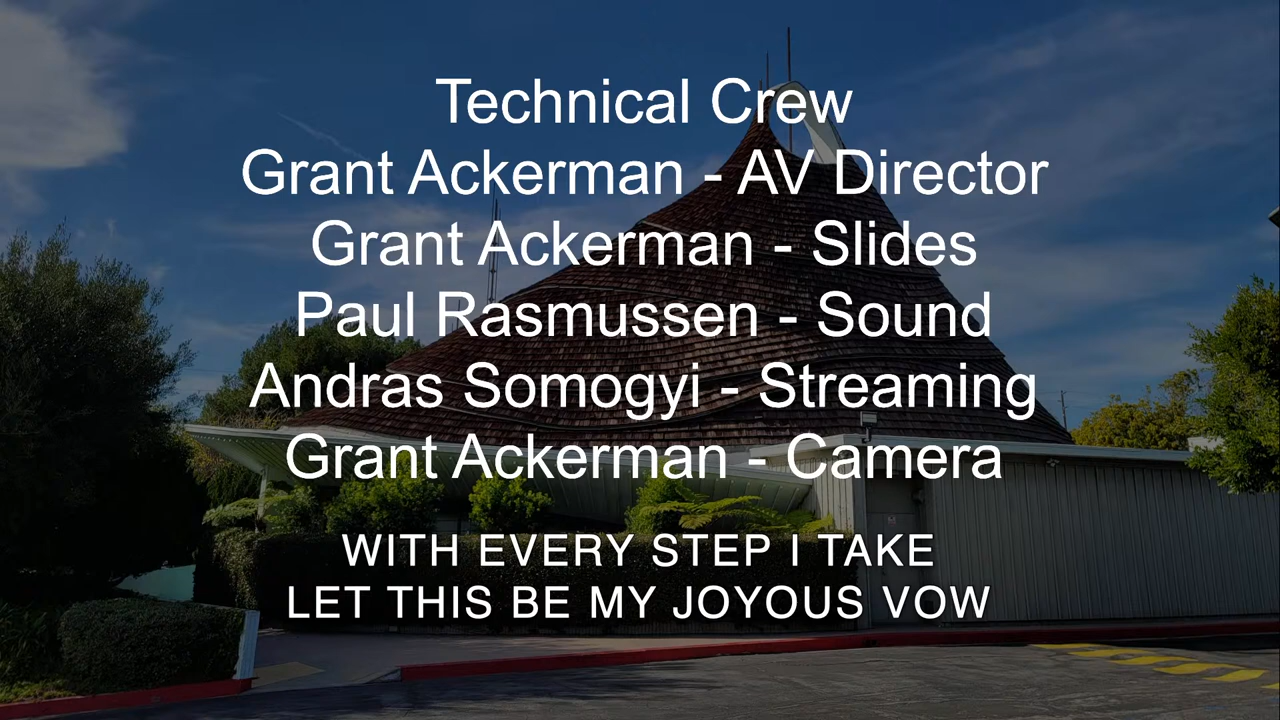 Technical Crew
Grant Ackerman - AV Director
Grant Ackerman - Slides
Paul Rasmussen - Sound
Andras Somogyi - Streaming
Grant Ackerman - Camera
WITH EVERY STEP I TAKE
LET THIS BE MY JOYOUS VOW